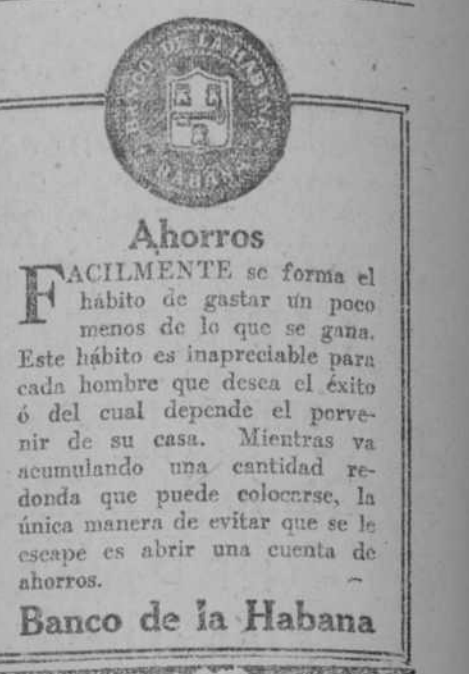 BANCO DE LA HABANA
HABANA
Ahorros
FACILMENTE se forma el
hábito de gastar un poco
menos de lo que se gana.
Este hábito es inapreciable para
cada hombre que desea el éxito
ó del cual depende el porve-
nir de su casa. Mientras va
acumulando una cantidad re-
donda que puede colocarse, la
única manera de evitar que se le
escape es abrir una cuenta de
ahorros.
Banco de la Habana